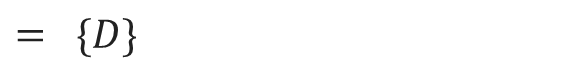 = {D}